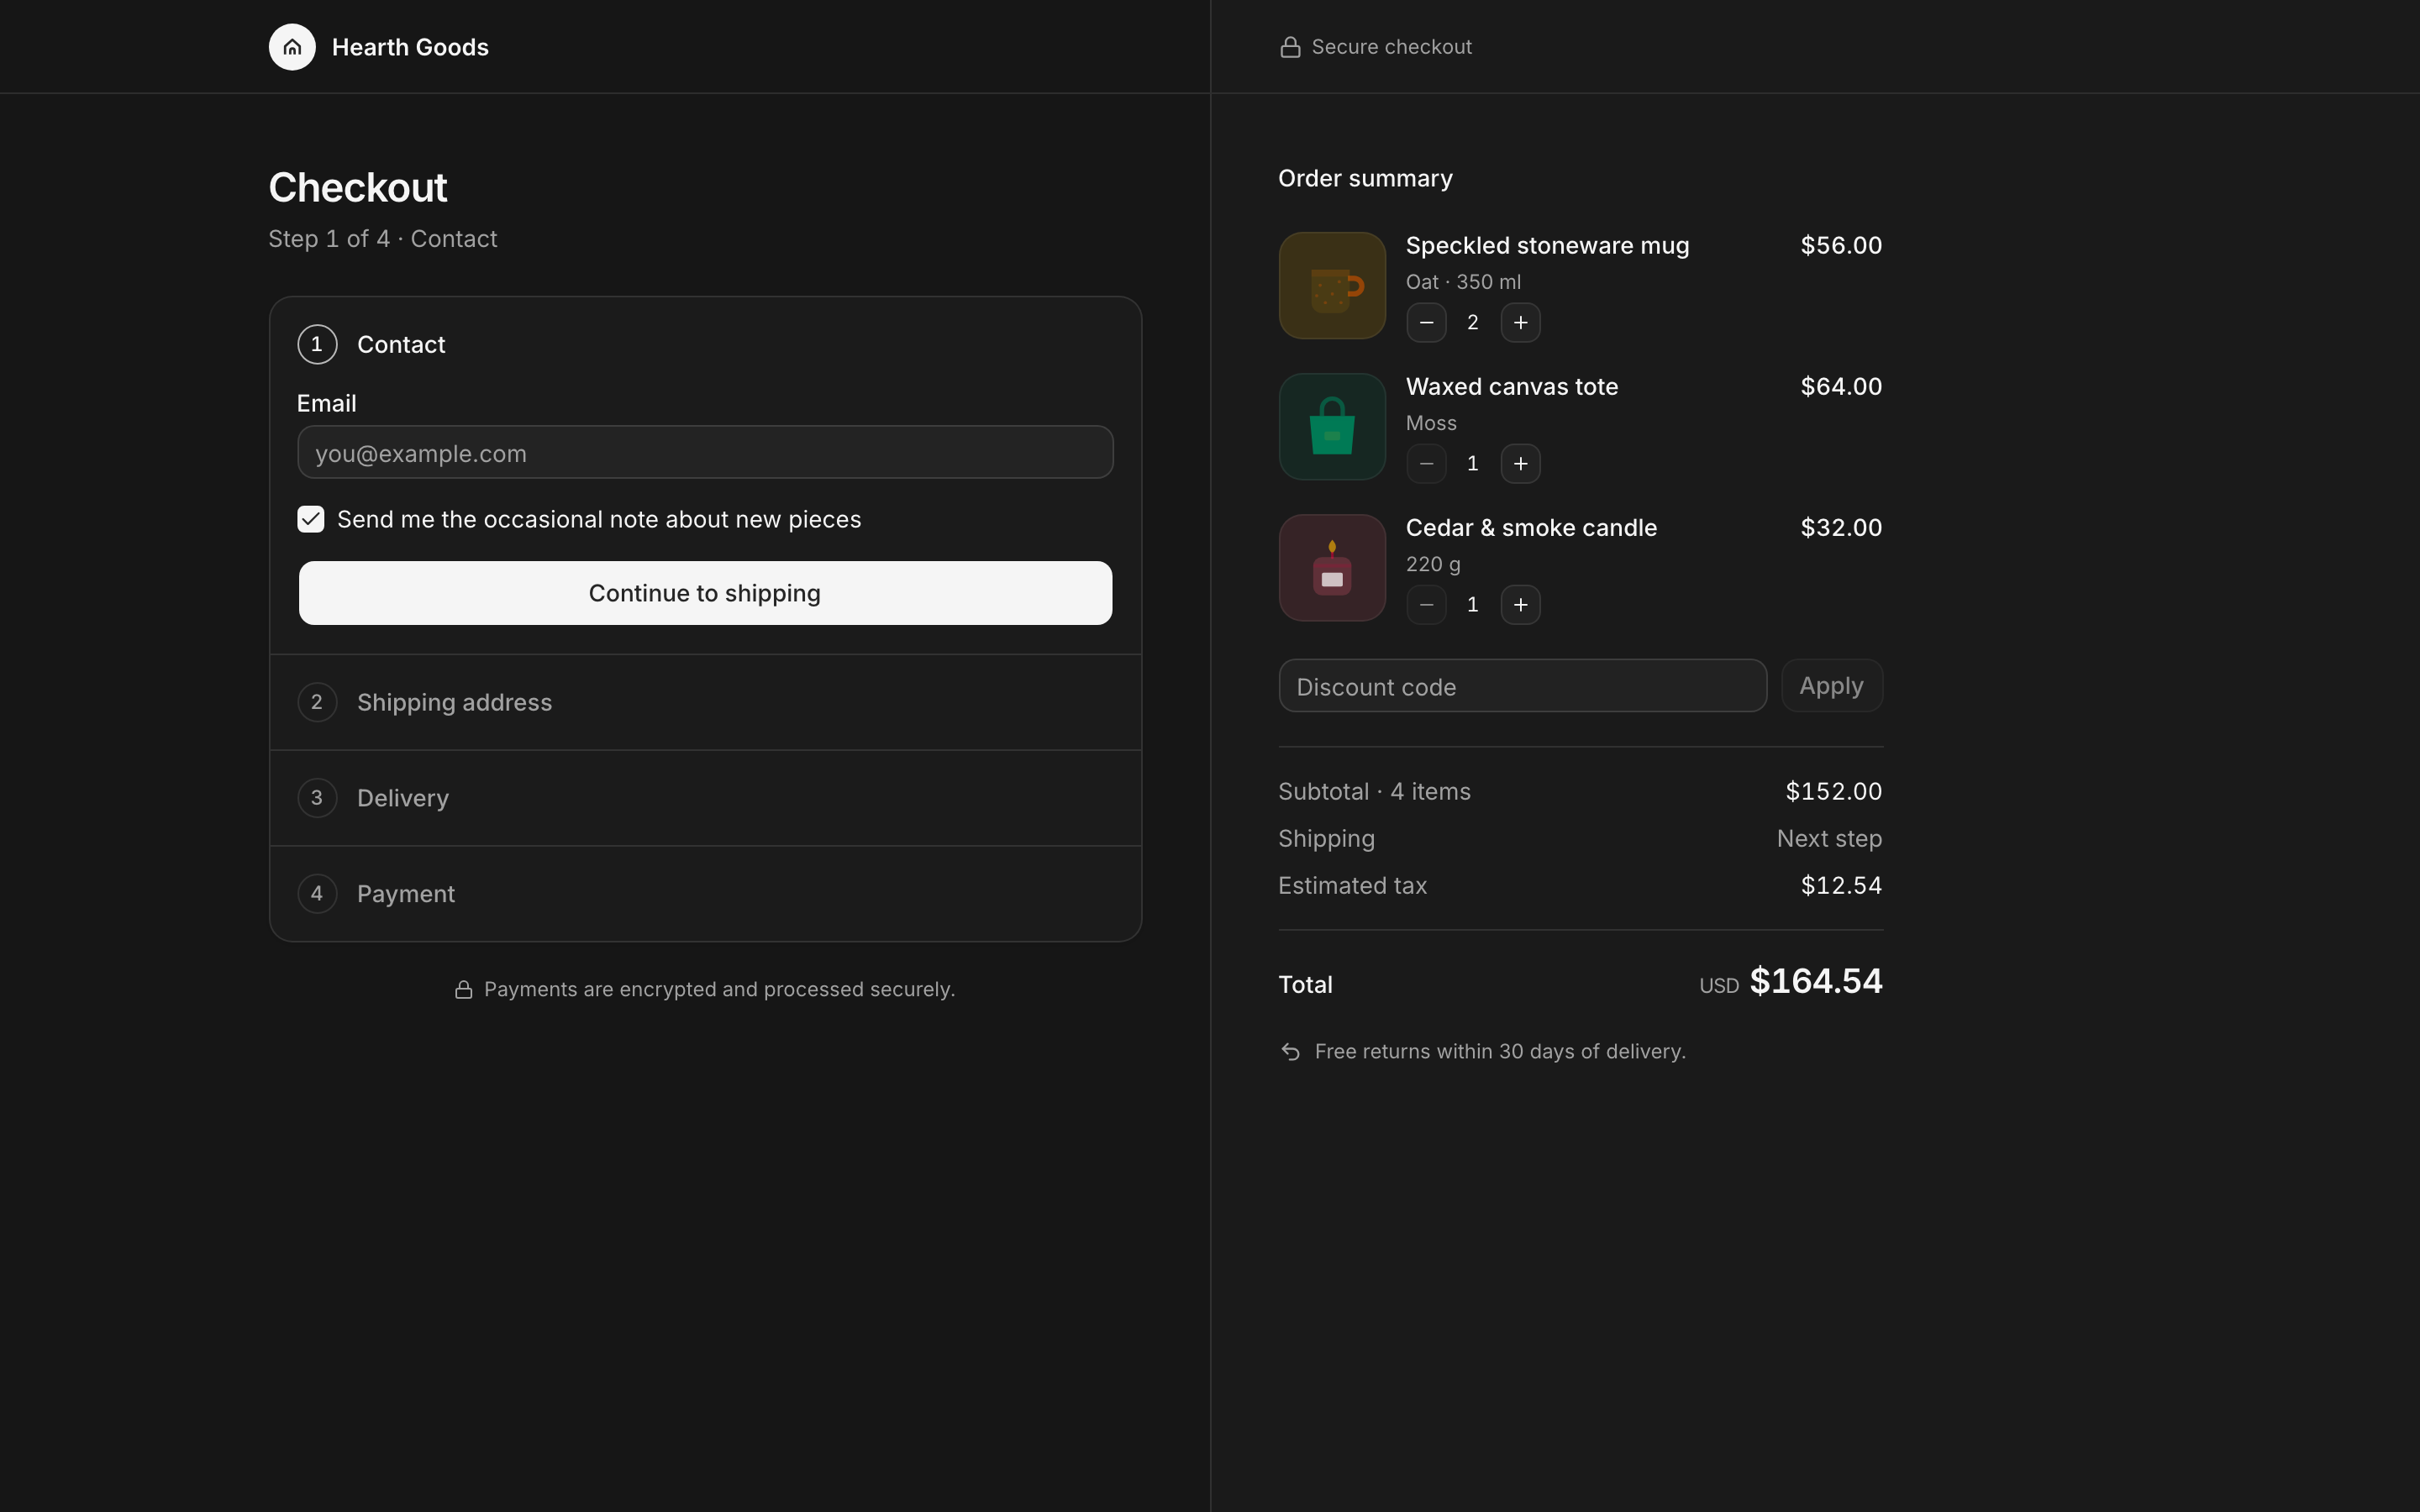 Hearth Goods
Secure checkout
Checkout
Step 1 of 4 · Contact
1 Contact
Email
you@example.com
Send me the occasional note about new pieces
Continue to shipping
2 Shipping address
3 Delivery
4 Payment
Payments are encrypted and processed securely.
Order summary
Speckled stoneware mug $56.00
Oat · 350 ml
2
Waxed canvas tote $64.00
Moss
1
Cedar & smoke candle $32.00
220 g
1
Discount code Apply
Subtotal · 4 items $152.00
Shipping Next step
Estimated tax $12.54
Total USD $164.54
Free returns within 30 days of delivery.